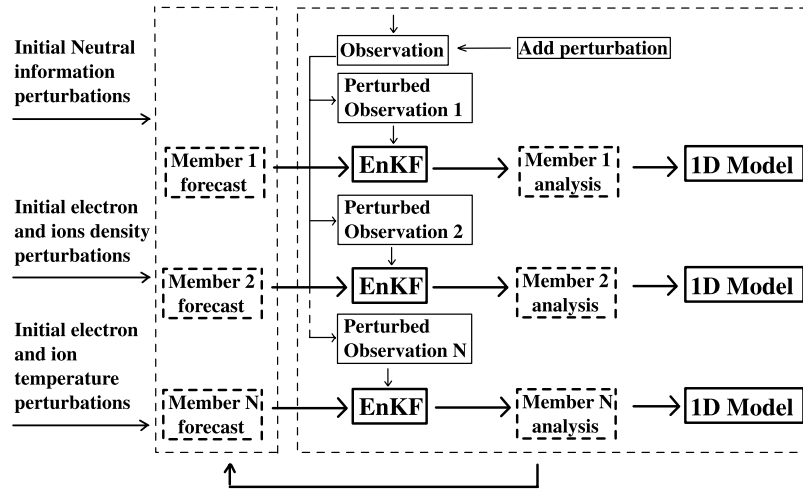 Initial Neutral
information
perturbations
Initial electron
and ions density
perturbations
Initial electron
and ion
temperature
perturbations
Observation
Add perturbation
Perturbed
Observation 1
Member 1
forecast
EnKF
Member 1
analysis
1D Model
Perturbed
Observation 2
Member 2
forecast
EnKF
Member 2
analysis
1D Model
Perturbed
Observation N
Member N
forecast
EnKF
Member N
analysis
1D Model